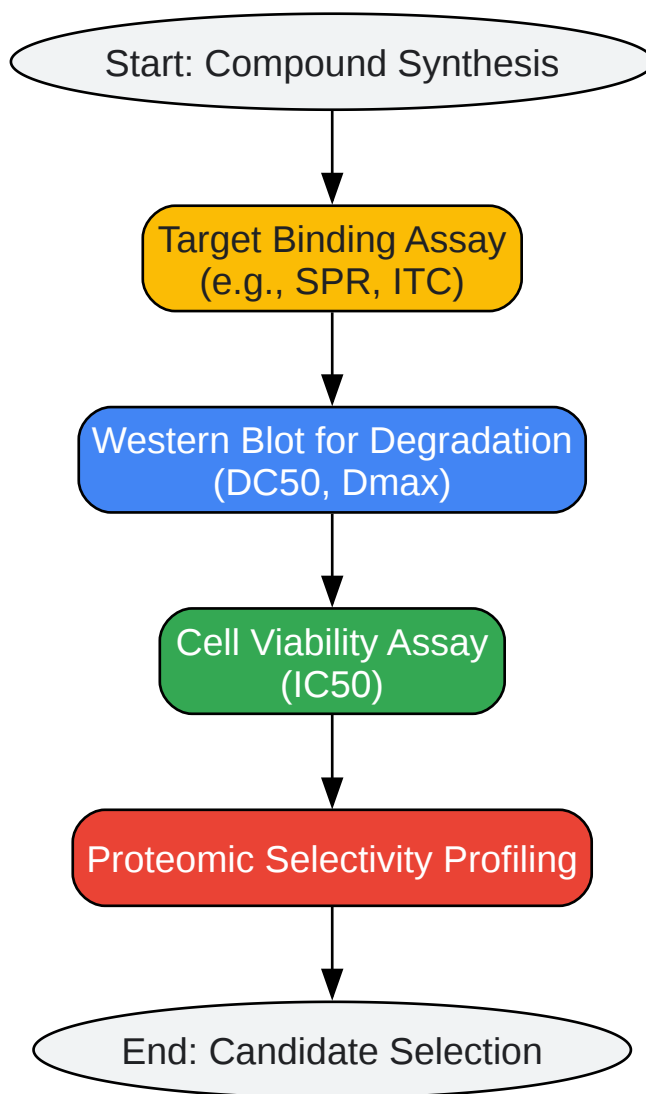 Start: Compound Synthesis
Target Binding Assay
(e.g., SPR, ITC)
Western Blot for Degradation
(DC50, Dmax)
Cell Viability Assay
(IC50)
Proteomic Selectivity Profiling
End: Candidate Selection